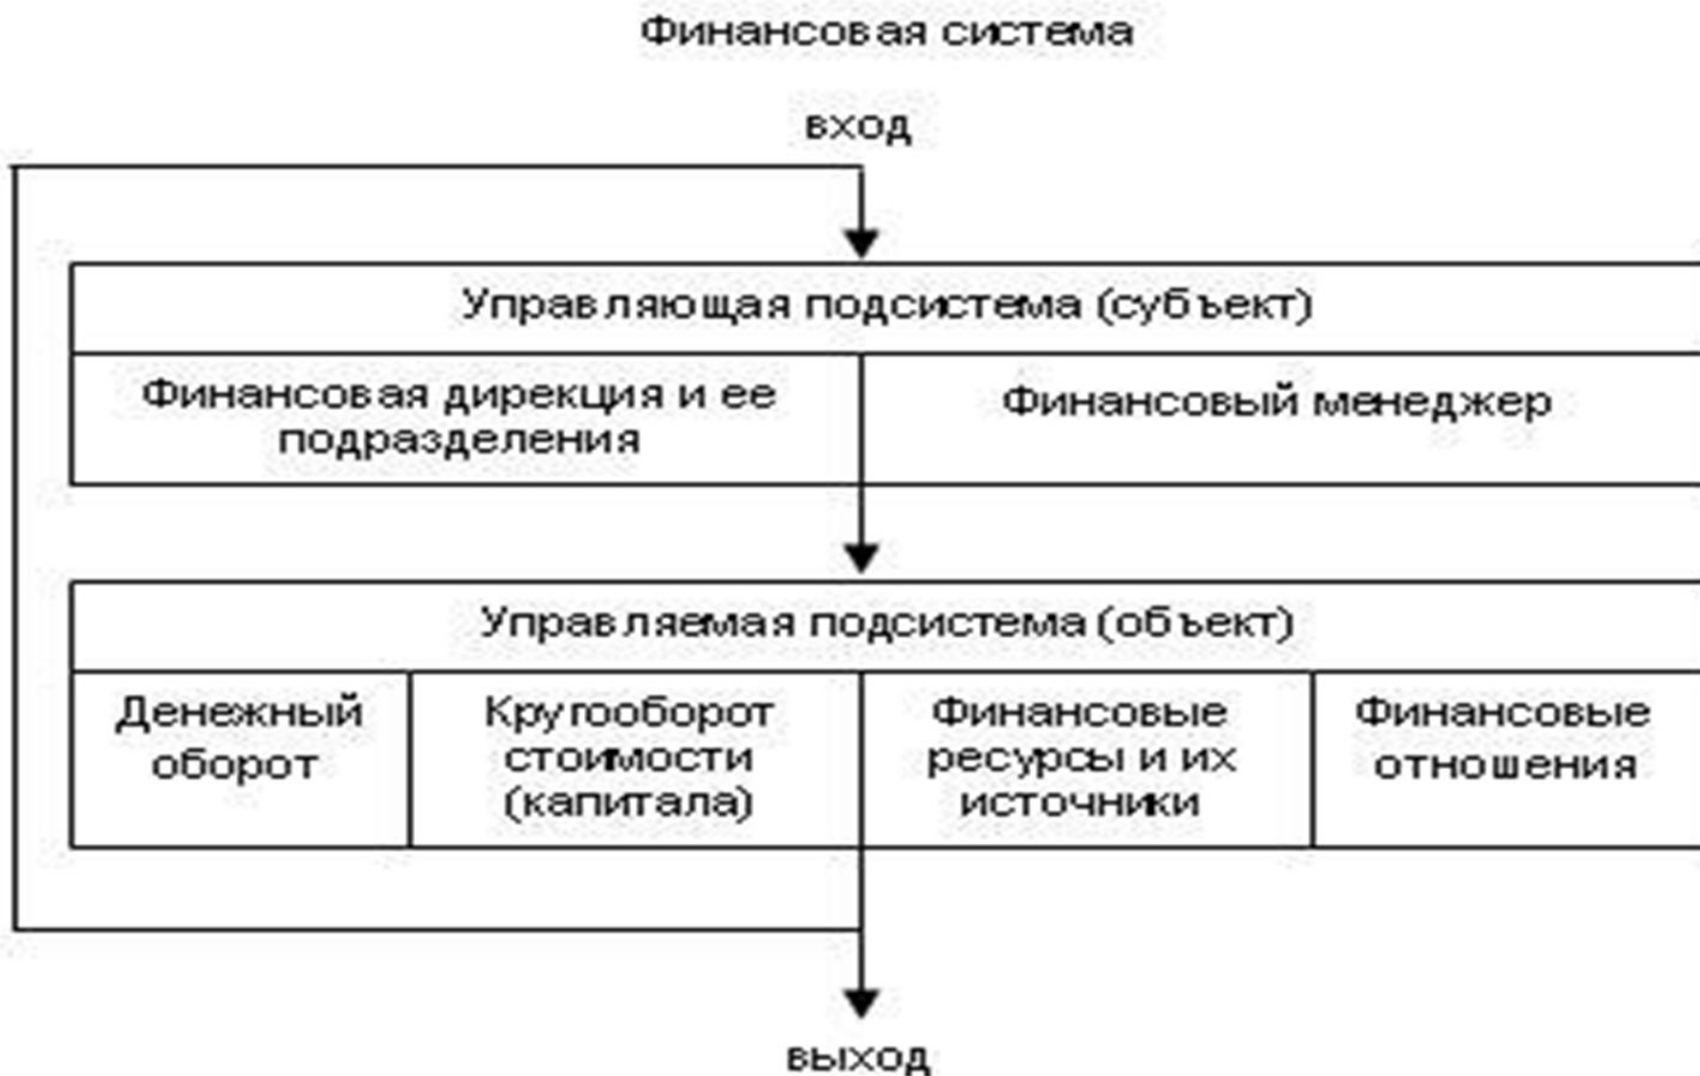 Финансовая система
вход
Управляющая подсистема (субъект)
Финансовая дирекция и ее
подразделения
Финансовый менеджер
Управляемая подсистема (объект)
Денежный
оборот
Кругооборот
стоимости
(капитала)
Финансовые
ресурсы и их
источники
Финансовые
отношения
выход